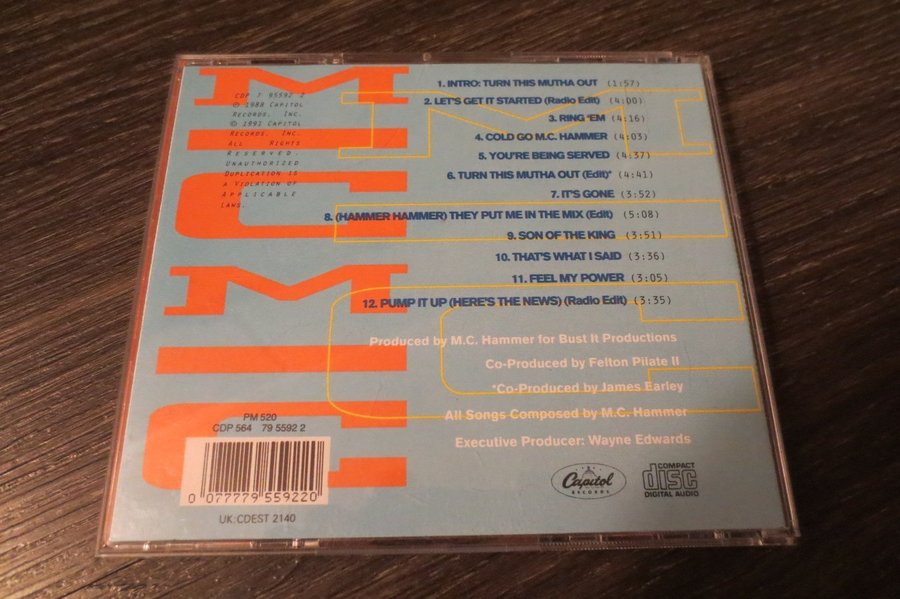 CDP 7 95592 2
℗ 1988 CAPITOL
RECORDS, INC.
© 1991 CAPITOL
RECORDS, INC.
ALL RIGHTS
RESERVED.
UNAUTHORIZED
DUPLICATION IS
A VIOLATION OF
APPLICABLE
LAWS.
1. INTRO: TURN THIS MUTHA OUT (1:57)
2. LET'S GET IT STARTED (Radio Edit) (4:00)
3. RING 'EM (4:16)
4. COLD GO M.C. HAMMER (4:03)
5. YOU'RE BEING SERVED (4:37)
6. TURN THIS MUTHA OUT (Edit)* (4:41)
7. IT'S GONE (3:52)
8. (HAMMER HAMMER) THEY PUT ME IN THE MIX (Edit) (5:08)
9. SON OF THE KING (3:51)
10. THAT'S WHAT I SAID (3:36)
11. FEEL MY POWER (3:05)
12. PUMP IT UP (HERE'S THE NEWS) (Radio Edit) (3:35)
Produced by M.C. Hammer for Bust It Productions
Co-Produced by Felton Pilate II
*Co-Produced by James Earley
All Songs Composed by M.C. Hammer
Executive Producer: Wayne Edwards
MC
MC
MC
PM 520
CDP 564 79 5592 2
0 077779 559220
UK:CDEST 2140
Capitol
RECORDS
COMPACT
disc
DIGITAL AUDIO